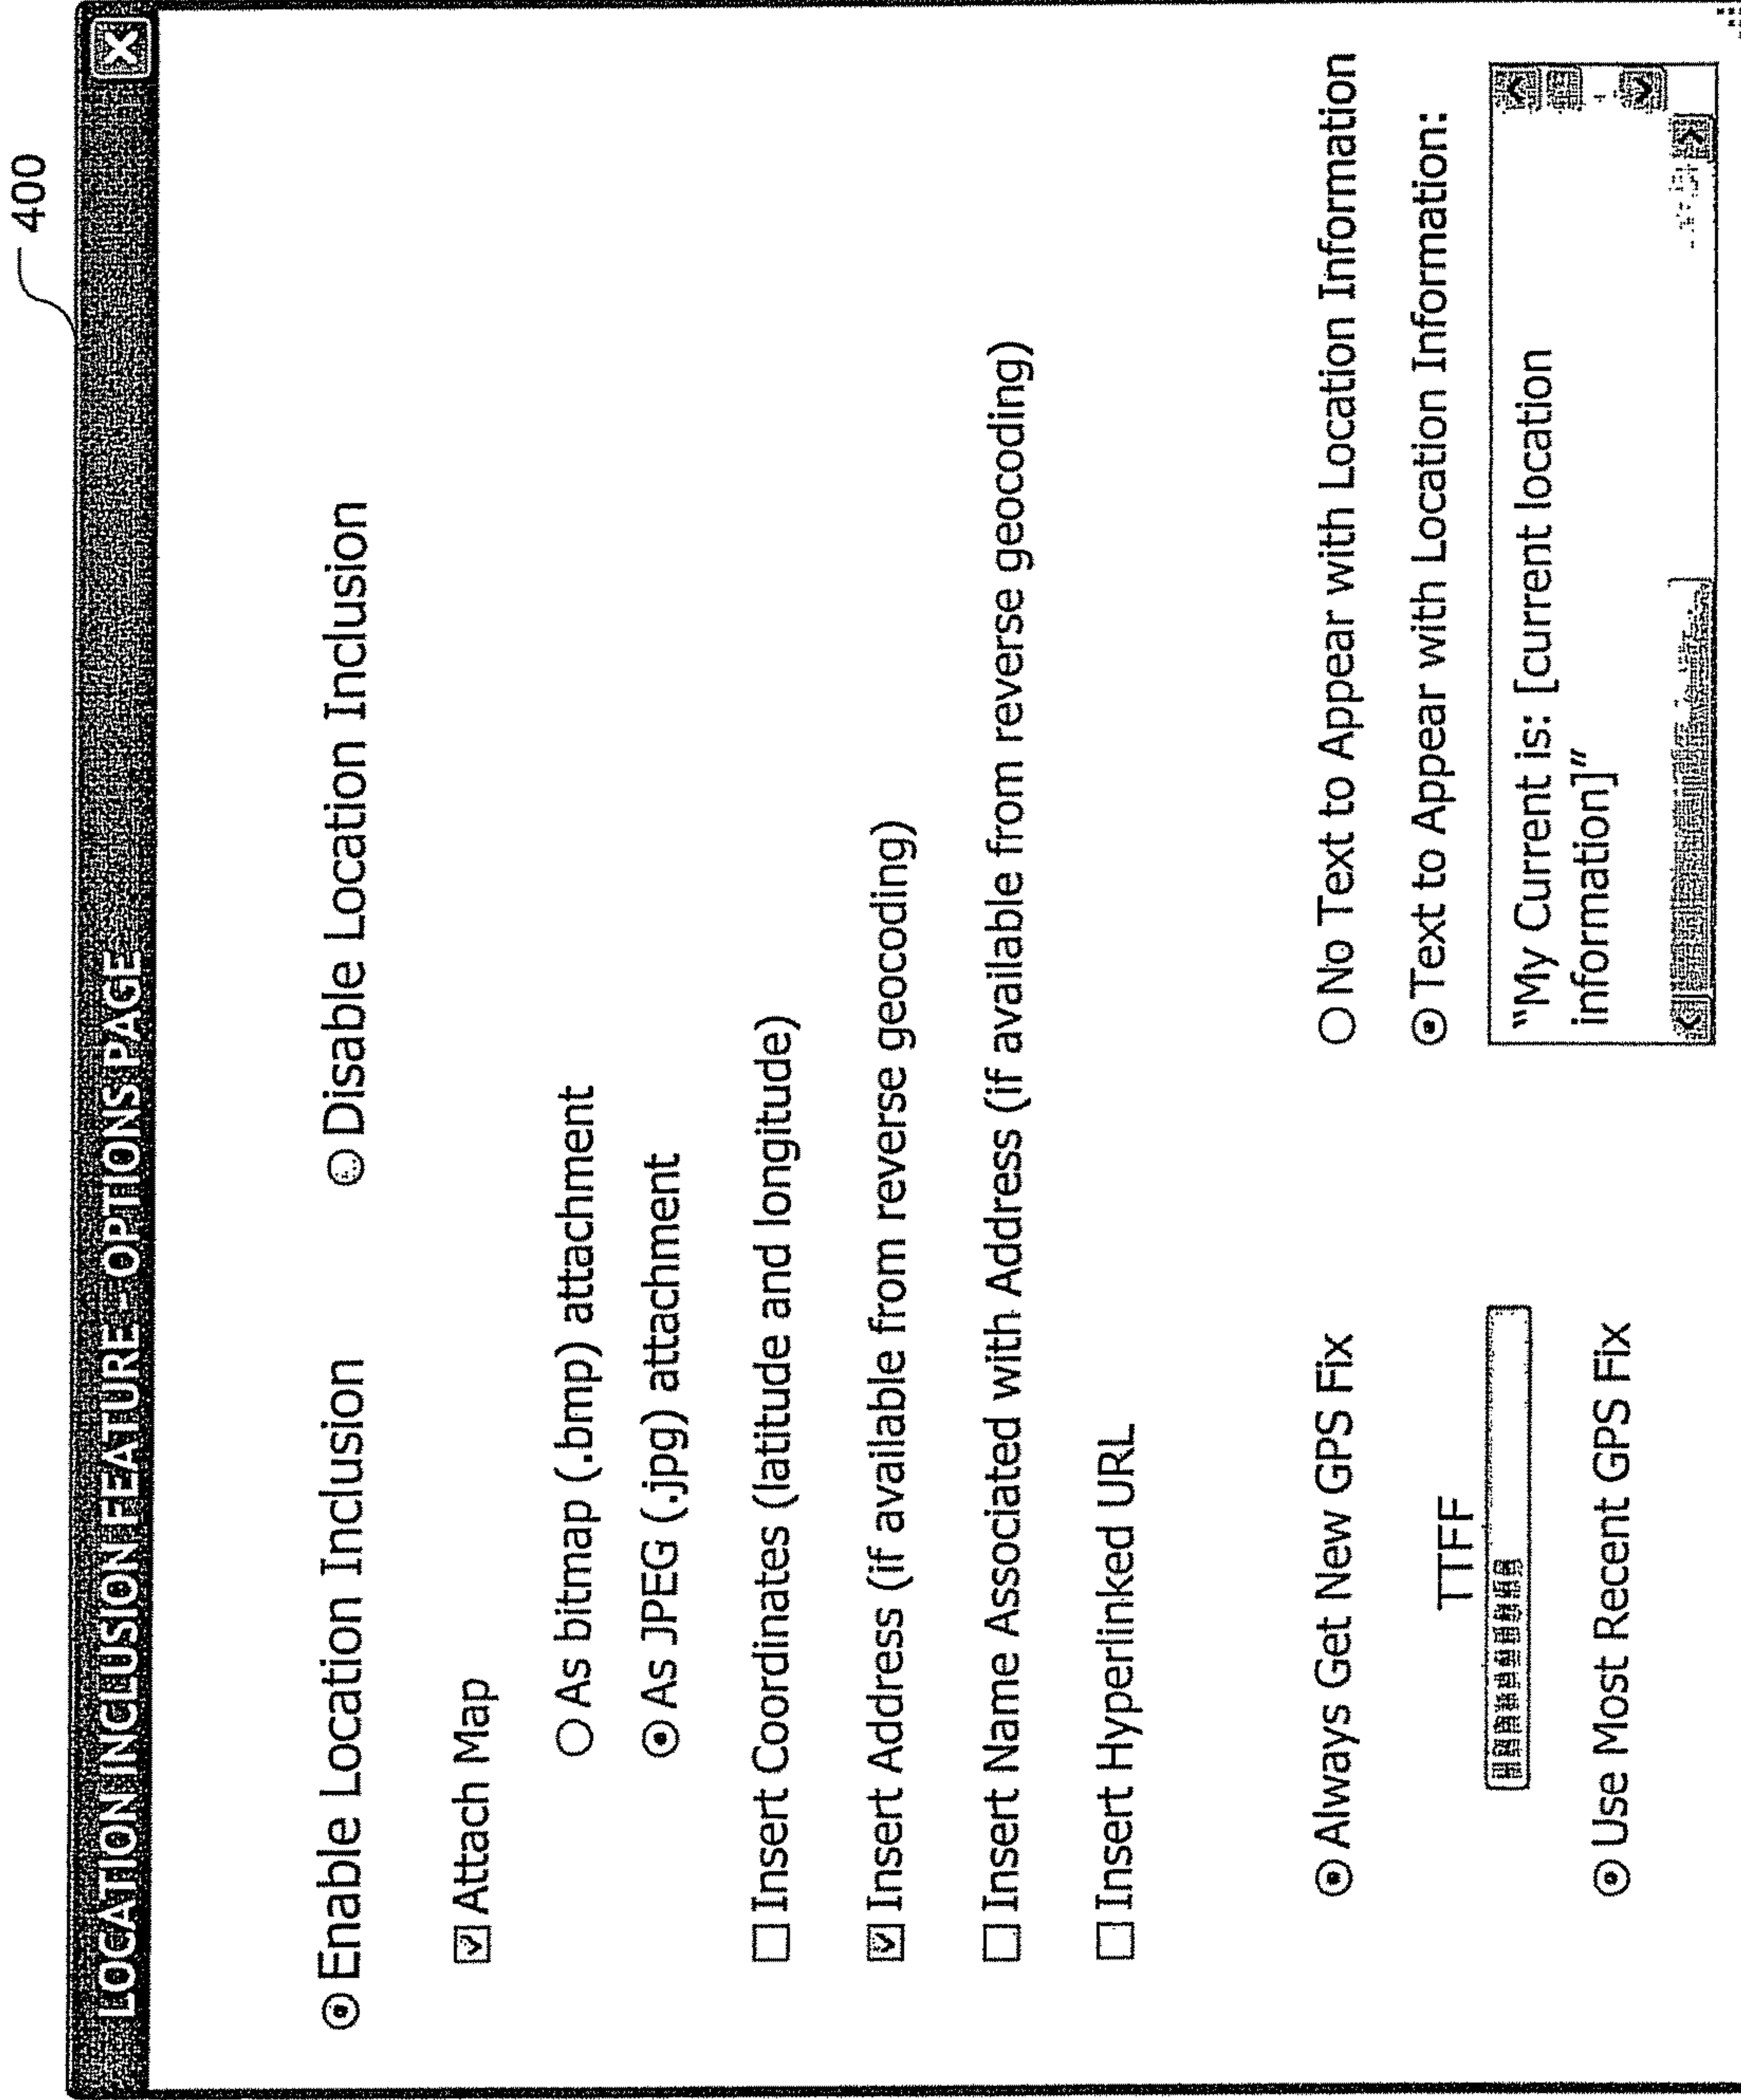 400
LOCATION INCLUSION FEATURE - OPTIONS PAGE
Enable Location Inclusion
Disable Location Inclusion
Attach Map
As bitmap (.bmp) attachment
As JPEG (.jpg) attachment
Insert Coordinates (latitude and longitude)
Insert Address (if available from reverse geocoding)
Insert Name Associated with Address (if available from reverse geocoding)
Insert Hyperlinked URL
Always Get New GPS Fix
TTFF
Use Most Recent GPS Fix
No Text to Appear with Location Information
Text to Appear with Location Information:
“My Current is: [current location
information]”